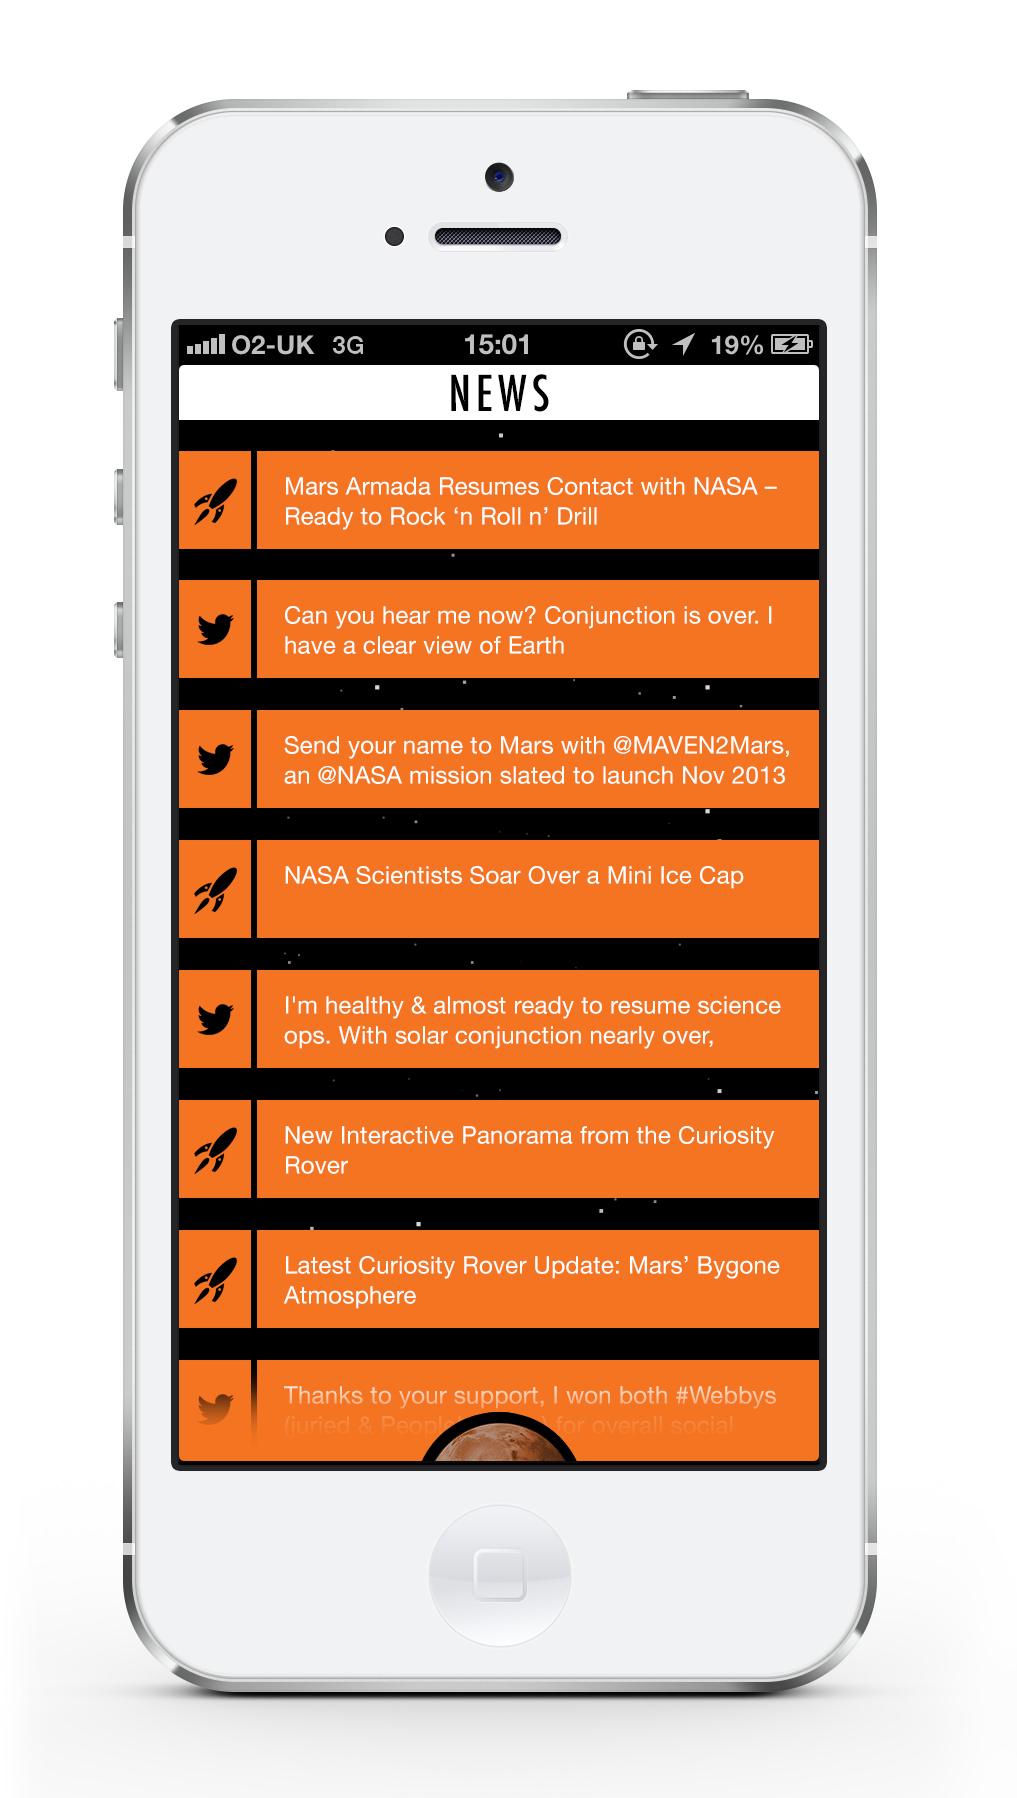 O2-UK 3G 15:01 19%
NEWS
Mars Armada Resumes Contact with NASA –
Ready to Rock ‘n Roll n’ Drill
Can you hear me now? Conjunction is over. I
have a clear view of Earth
Send your name to Mars with @MAVEN2Mars,
an @NASA mission slated to launch Nov 2013
NASA Scientists Soar Over a Mini Ice Cap
I'm healthy & almost ready to resume science
ops. With solar conjunction nearly over,
New Interactive Panorama from the Curiosity
Rover
Latest Curiosity Rover Update: Mars’ Bygone
Atmosphere
Thanks to your support, I won both #Webbys
(juried & People for overall social